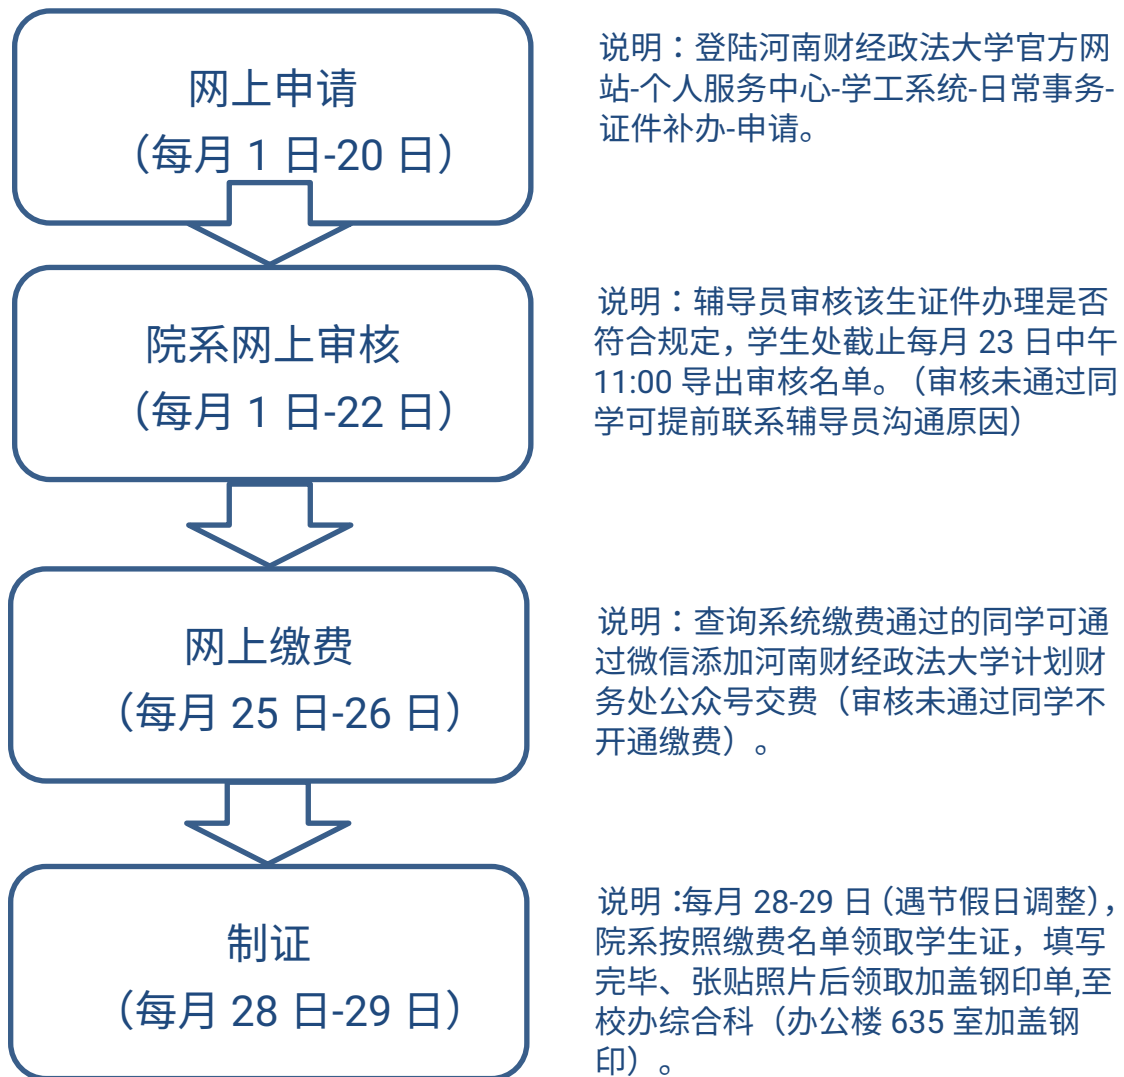 网上申请
（每月 1 日-20 日）
说明：登陆河南财经政法大学官方网
站-个人服务中心-学工系统-日常事务-
证件补办-申请。
院系网上审核
（每月 1 日-22 日）
说明：辅导员审核该生证件办理是否
符合规定，学生处截止每月 23 日中午
11:00 导出审核名单。（审核未通过同
学可提前联系辅导员沟通原因）
网上缴费
（每月 25 日-26 日）
说明：查询系统缴费通过的同学可通
过微信添加河南财经政法大学计划财
务处公众号交费（审核未通过同学不
开通缴费）。
制证
（每月 28 日-29 日）
说明：每月 28-29 日（遇节假日调整），
院系按照缴费名单领取学生证，填写
完毕、张贴照片后领取加盖钢印单,至
校办综合科（办公楼 635 室加盖钢
印）。